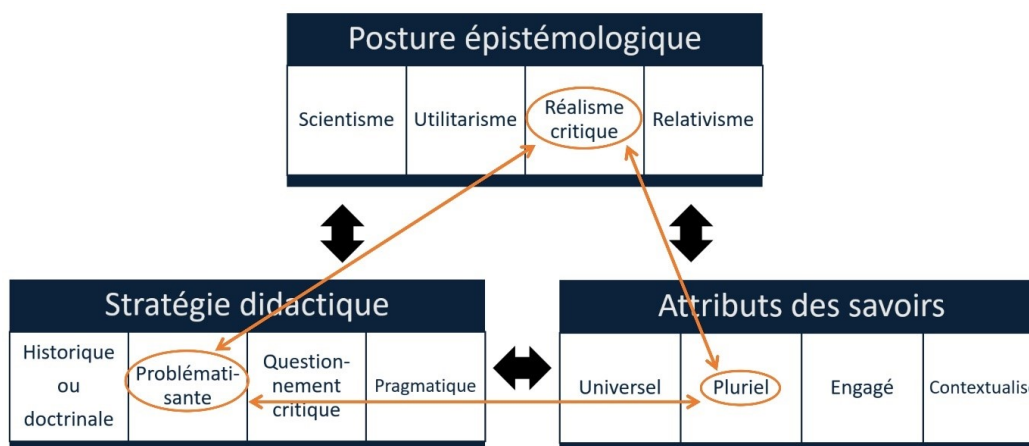 Posture épistémologique
Scientisme
Utilitarisme
Réalisme
critique
Relativisme
Stratégie didactique
Historique
ou
doctrinale
Problémati-
sante
Question-
nement
critique
Pragmatique
Attributs des savoirs
Universel
Pluriel
Engagé
Contextualisé